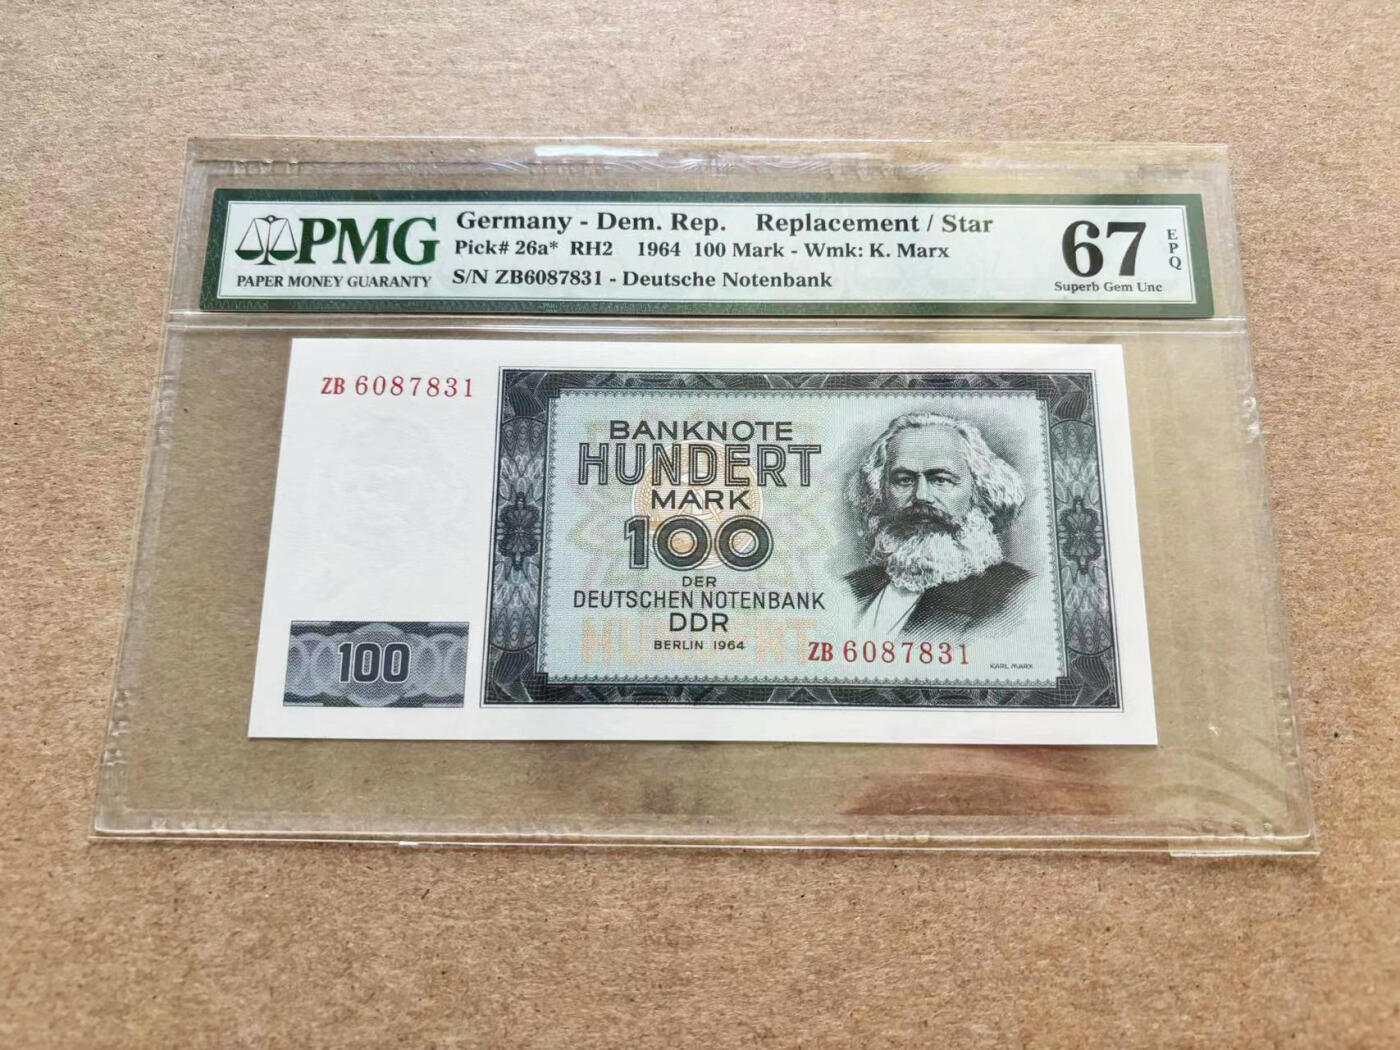 PMG
PAPER MONEY GUARANTY
Germany - Dem. Rep. Replacement / Star
Pick# 26a* RH2 1964 100 Mark - Wmk: K. Marx
S/N ZB6087831 - Deutsche Notenbank
67
EPQ
Superb Gem Unc
ZB 6087831
BANKNOTE
HUNDERT
MARK
100
DER
DEUTSCHEN NOTENBANK
DDR
BERLIN 1964
HUNDERT
ZB 6087831
KARL MARX
100